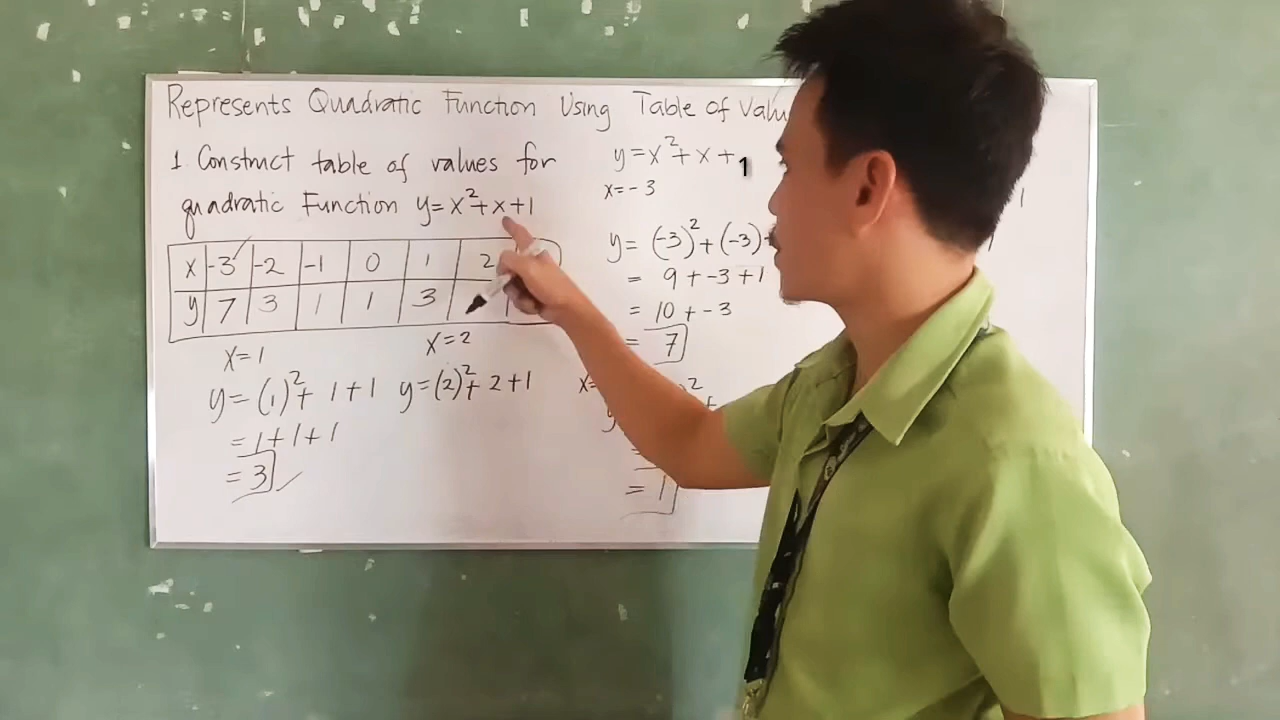 Represents Quadratic Function Using Table of Valu
1. Construct table of values for
quadratic Function y=x²+x+1
x -3 -2 -1 0 1 2
y 7 3 1 1 3
x=1
y=(1)²+1+1
=1+1+1
=3
x=2
y=(2)²+2+1
y=x²+x+1
x=-3
y=(-3)²+(-3)+
= 9+-3+1
= 10+-3
= 7
= 1